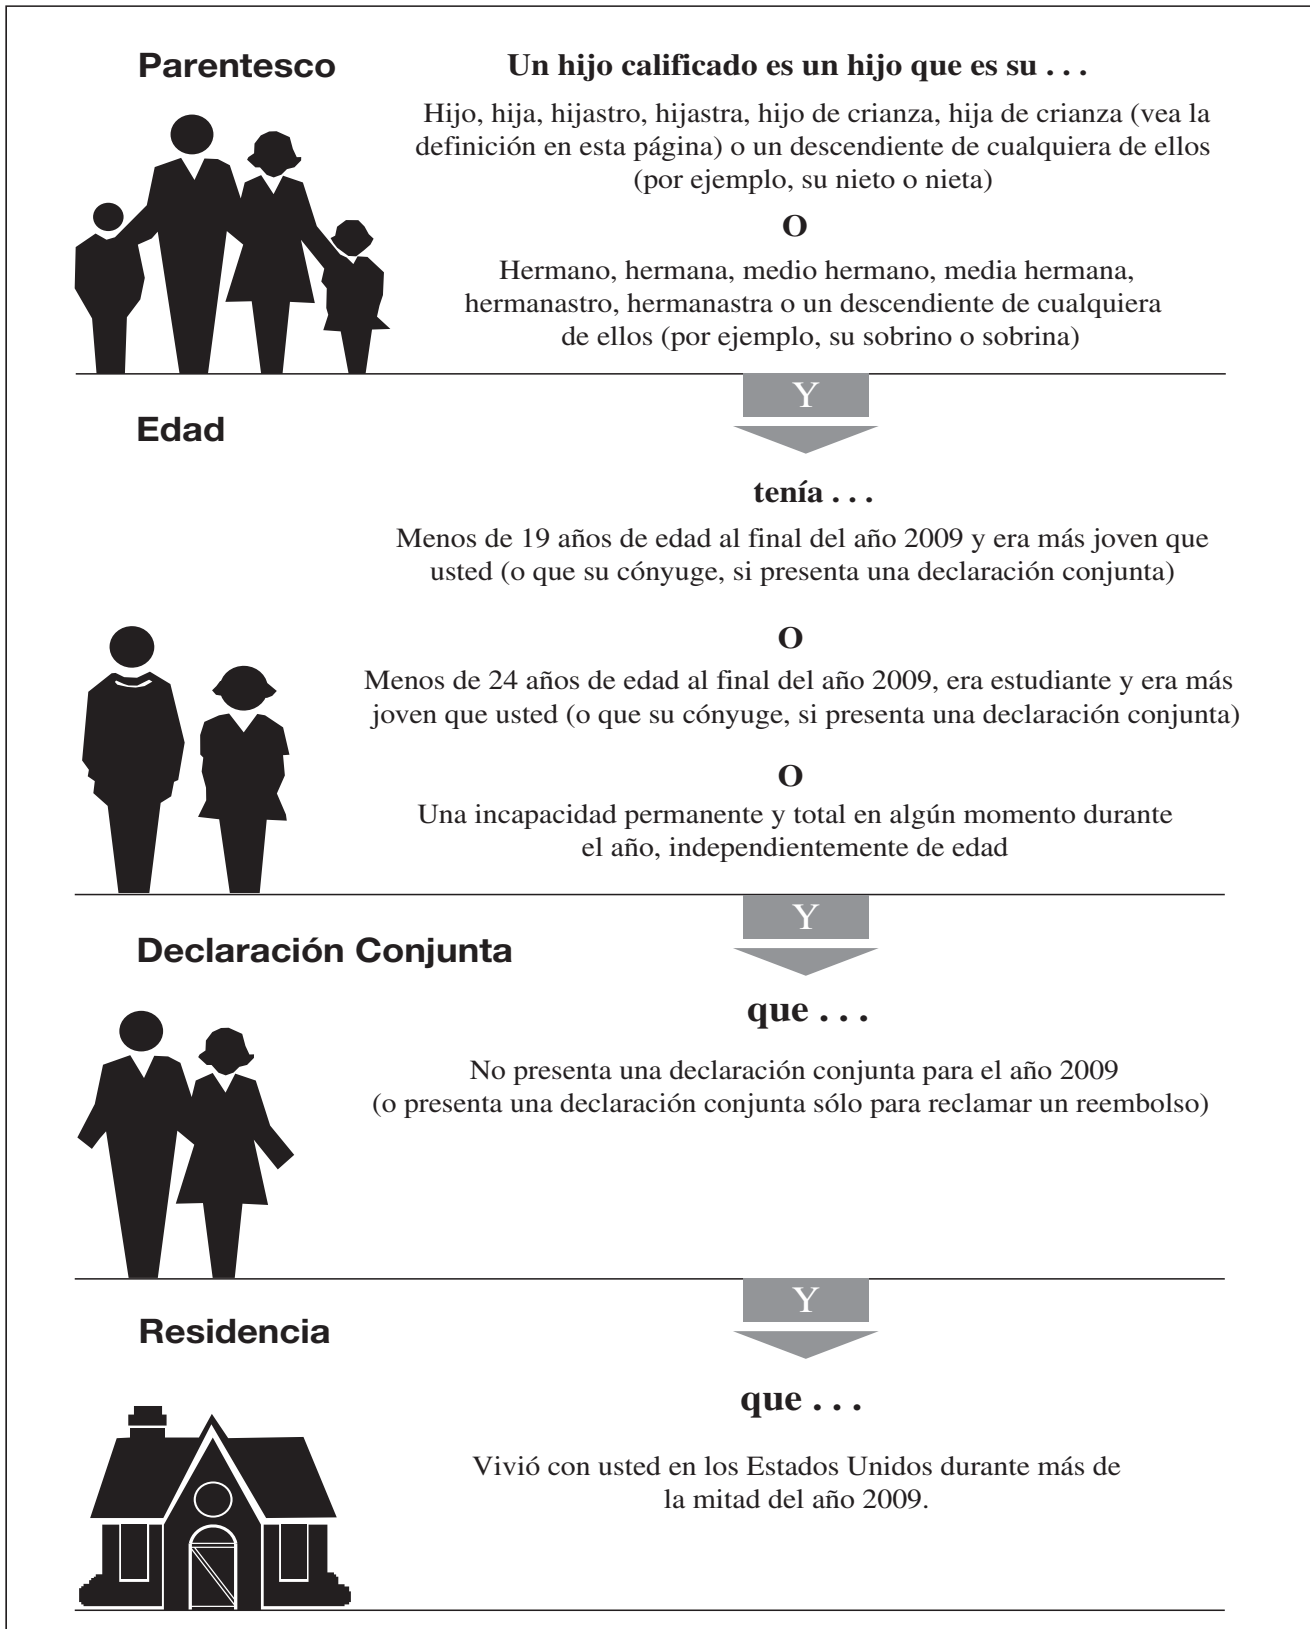 Parentesco
Un hijo calificado es un hijo que es su . . .
Hijo, hija, hijastro, hijastra, hijo de crianza, hija de crianza (vea la
definición en esta página) o un descendiente de cualquiera de ellos
(por ejemplo, su nieto o nieta)
O
Hermano, hermana, medio hermano, media hermana,
hermanastro, hermanastra o un descendiente de cualquiera
de ellos (por ejemplo, su sobrino o sobrina)
Y
Edad
tenía . . .
Menos de 19 años de edad al final del año 2009 y era más joven que
usted (o que su cónyuge, si presenta una declaración conjunta)
O
Menos de 24 años de edad al final del año 2009, era estudiante y era más
joven que usted (o que su cónyuge, si presenta una declaración conjunta)
O
Una incapacidad permanente y total en algún momento durante
el año, independientemente de edad
Y
Declaración Conjunta
que . . .
No presenta una declaración conjunta para el año 2009
(o presenta una declaración conjunta sólo para reclamar un reembolso)
Y
Residencia
que . . .
Vivió con usted en los Estados Unidos durante más de
la mitad del año 2009.